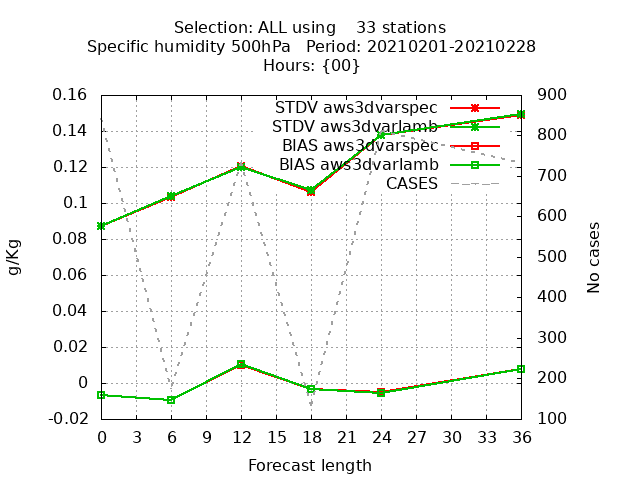 Selection: ALL using 33 stations
Specific humidity 500hPa Period: 20210201-20210228
Hours: {00}
0.16
0.14
0.12
0.1
0.08
0.06
0.04
0.02
0
-0.02
g/Kg
STDV aws3dvarspec
STDV aws3dvarlamb
BIAS aws3dvarspec
BIAS aws3dvarlamb
CASES
900
800
700
600
500
400
300
200
100
No cases
0 3 6 9 12 15 18 21 24 27 30 33 36
Forecast length